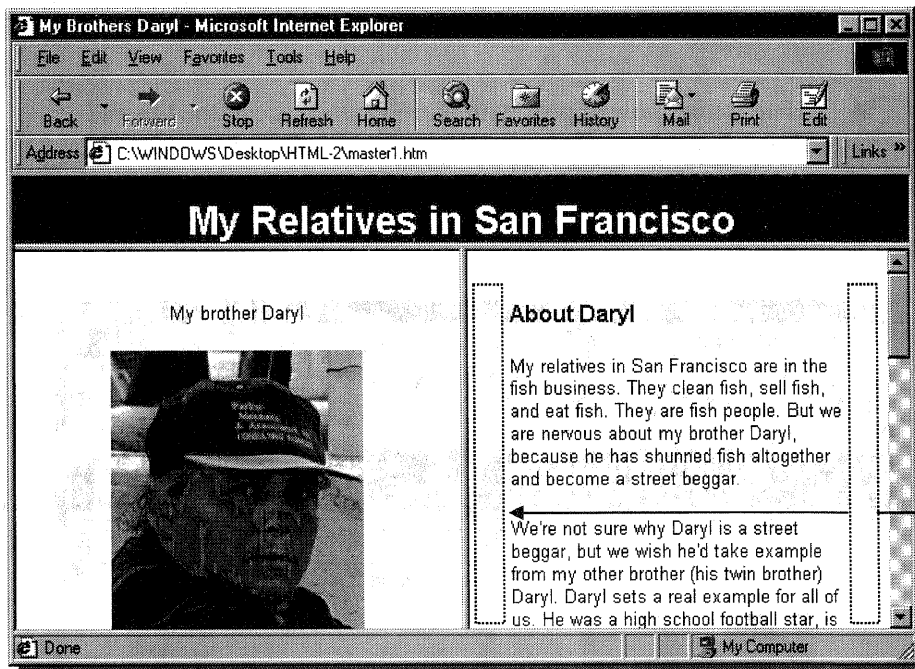 My Brothers Daryl - Microsoft Internet Explorer
File Edit View Favorites Tools Help
Back Forward Stop Refresh Home Search Favorites History Mail Print Edit
Address C:\WINDOWS\Desktop\HTML-2\master1.htm Links »
My Relatives in San Francisco
My brother Daryl
About Daryl
My relatives in San Francisco are in the
fish business. They clean fish, sell fish,
and eat fish. They are fish people. But we
are nervous about my brother Daryl,
because he has shunned fish altogether
and become a street beggar.
We're not sure why Daryl is a street
beggar, but we wish he'd take example
from my other brother (his twin brother)
Daryl. Daryl sets a real example for all of
us. He was a high school football star, is
Done My Computer